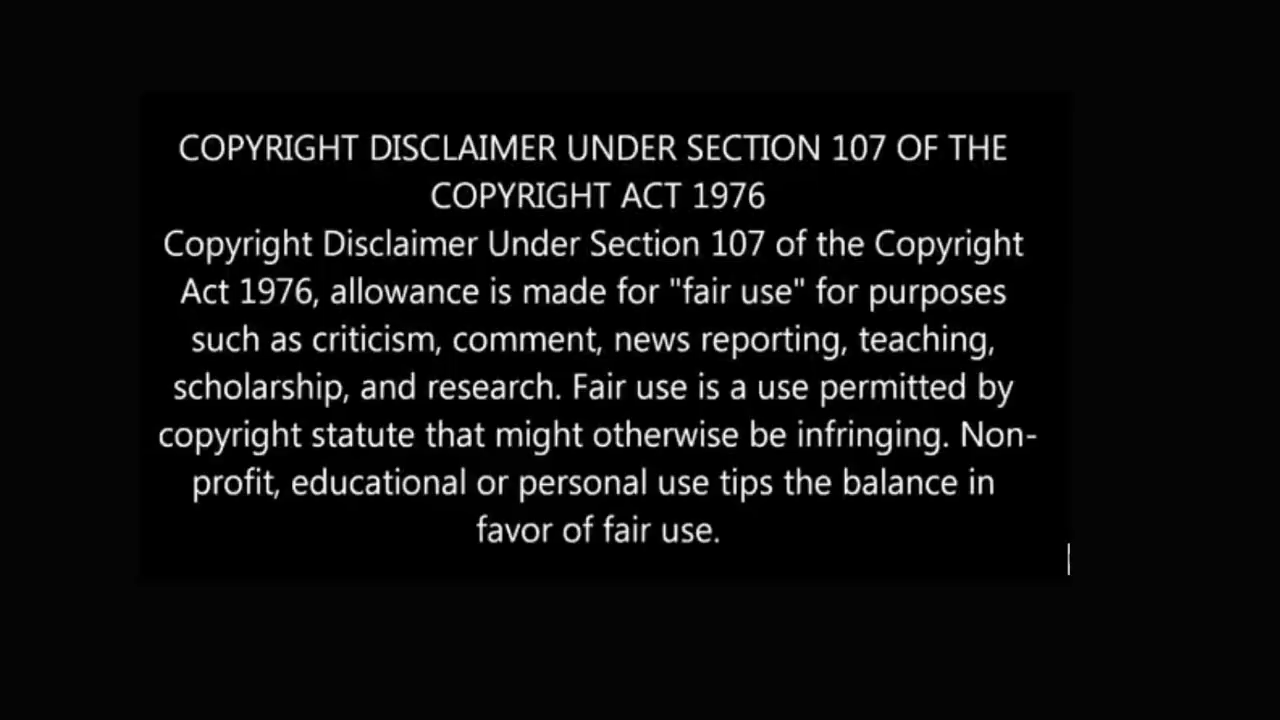 COPYRIGHT DISCLAIMER UNDER SECTION 107 OF THE
COPYRIGHT ACT 1976
Copyright Disclaimer Under Section 107 of the Copyright
Act 1976, allowance is made for "fair use" for purposes
such as criticism, comment, news reporting, teaching,
scholarship, and research. Fair use is a use permitted by
copyright statute that might otherwise be infringing. Non-
profit, educational or personal use tips the balance in
favor of fair use.